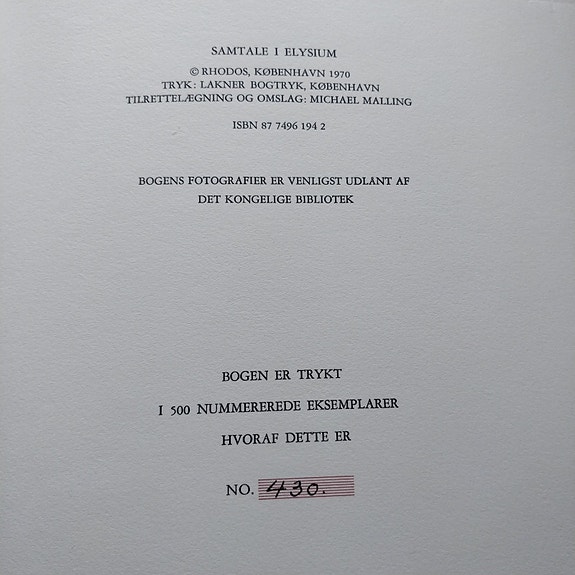 SAMTALE I ELYSIUM
© RHODOS, KØBENHAVN 1970
TRYK: LAKNER BOGTRYK, KØBENHAVN
TILRETTELÆGNING OG OMSLAG: MICHAEL MALLING
ISBN 87 7496 194 2
BOGENS FOTOGRAFIER ER VENLIGST UDLANT AF
DET KONGELIGE BIBLIOTEK
BOGEN ER TRYKT
I 500 NUMMEREREDE EKSEMPLARER
HVORAF DETTE ER
NO. 430.